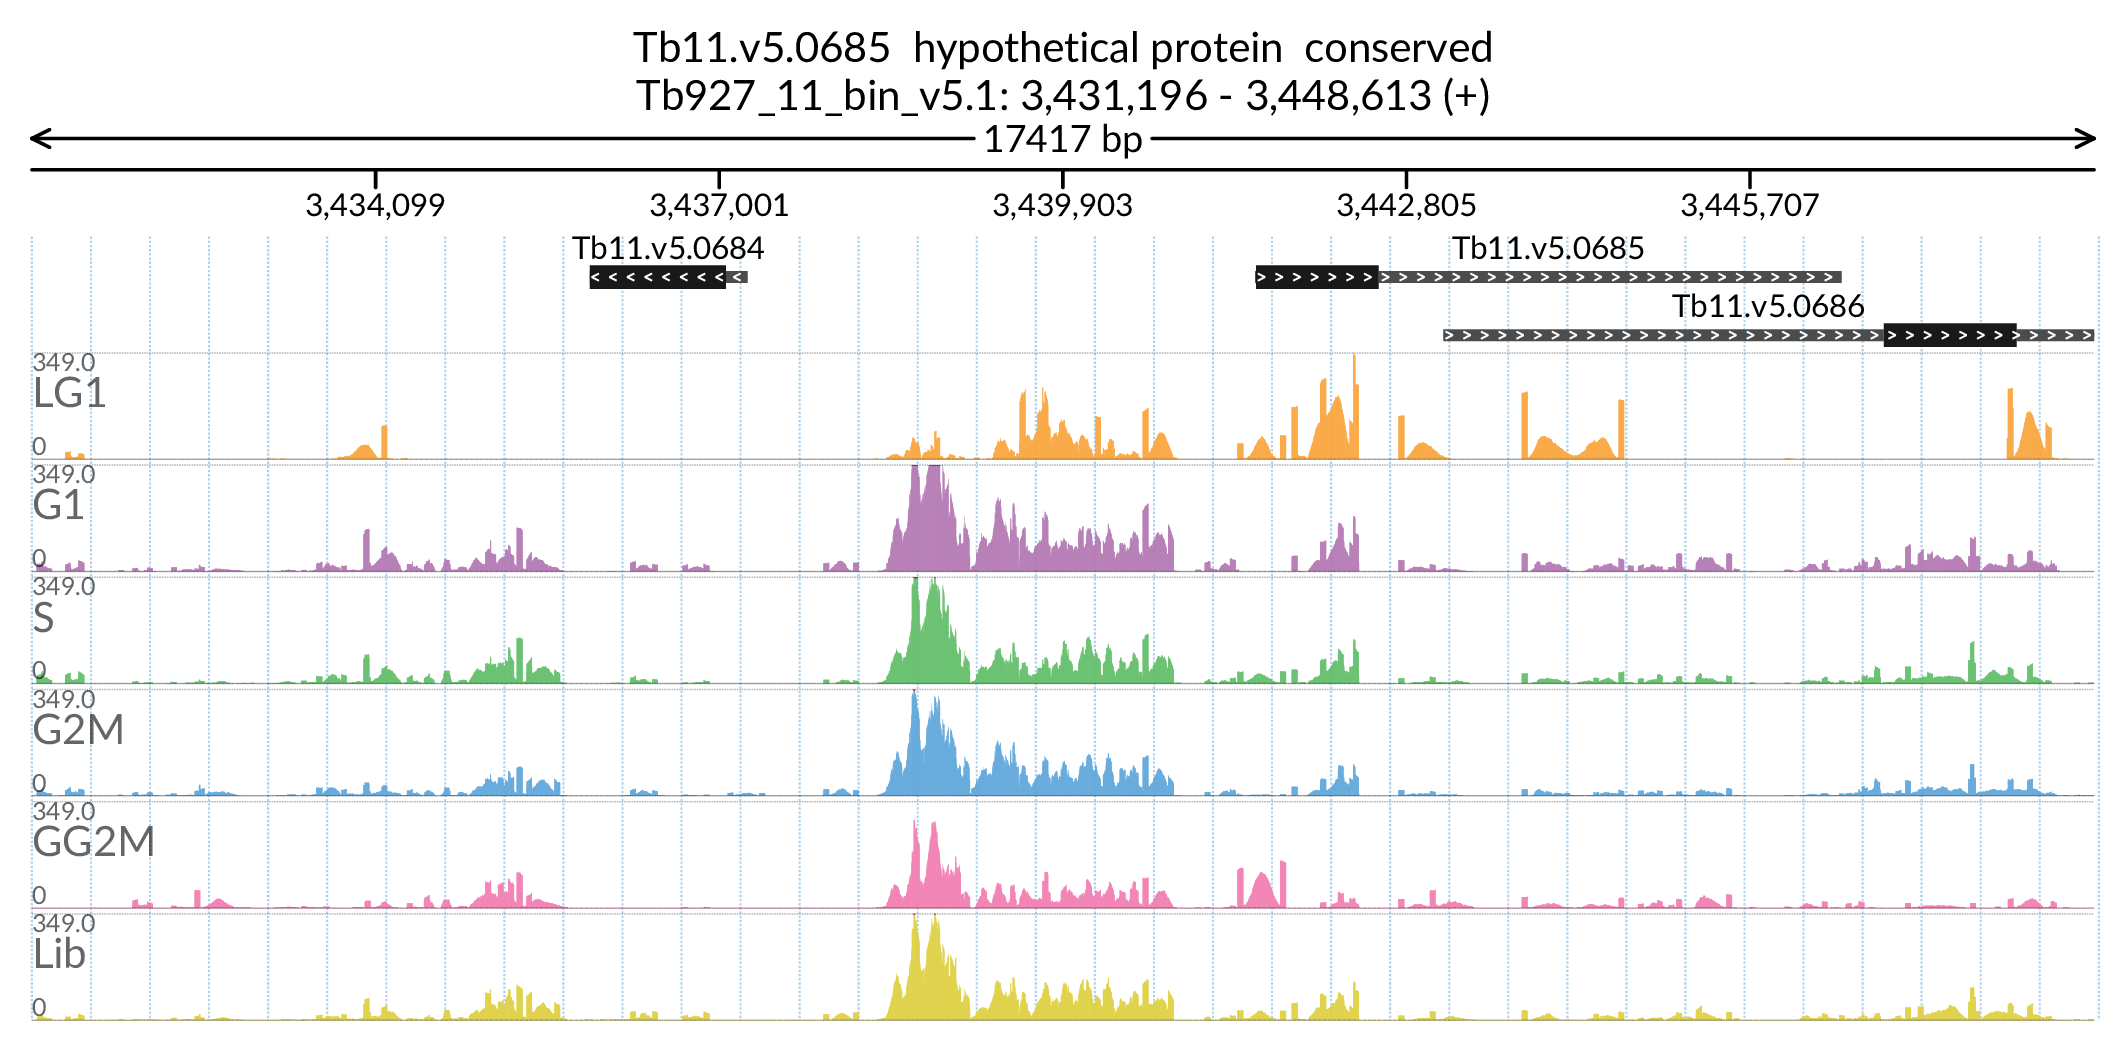 Tb11.v5.0685 hypothetical protein conserved
Tb927_11_bin_v5.1: 3,431,196 - 3,448,613 (+)
17417 bp
3,434,099 3,437,001 3,439,903 3,442,805 3,445,707
Tb11.v5.0684 Tb11.v5.0685
Tb11.v5.0686
349.0
LG1
0
349.0
G1
0
349.0
S
0
349.0
G2M
0
349.0
GG2M
0
349.0
Lib
0